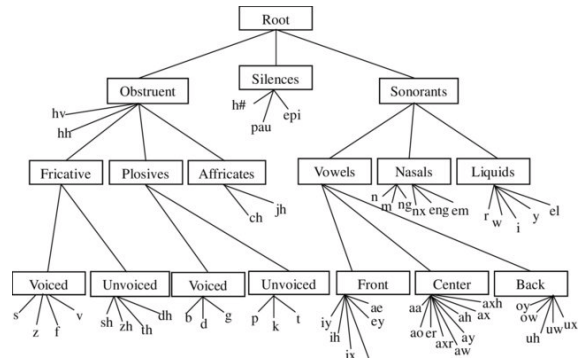 Root
Obstruent Silences Sonorants
hv hh h# pau epi
Fricative Plosives Affricates Vowels Nasals Liquids
ch jh n m ng nx eng em r w i y el
Voiced Unvoiced Voiced Unvoiced Front Center Back
s z f v sh zh th dh b d g p k t iy ih ix ey ae aa ao er axr aw ay ah ax axh oy ow uh uw ux